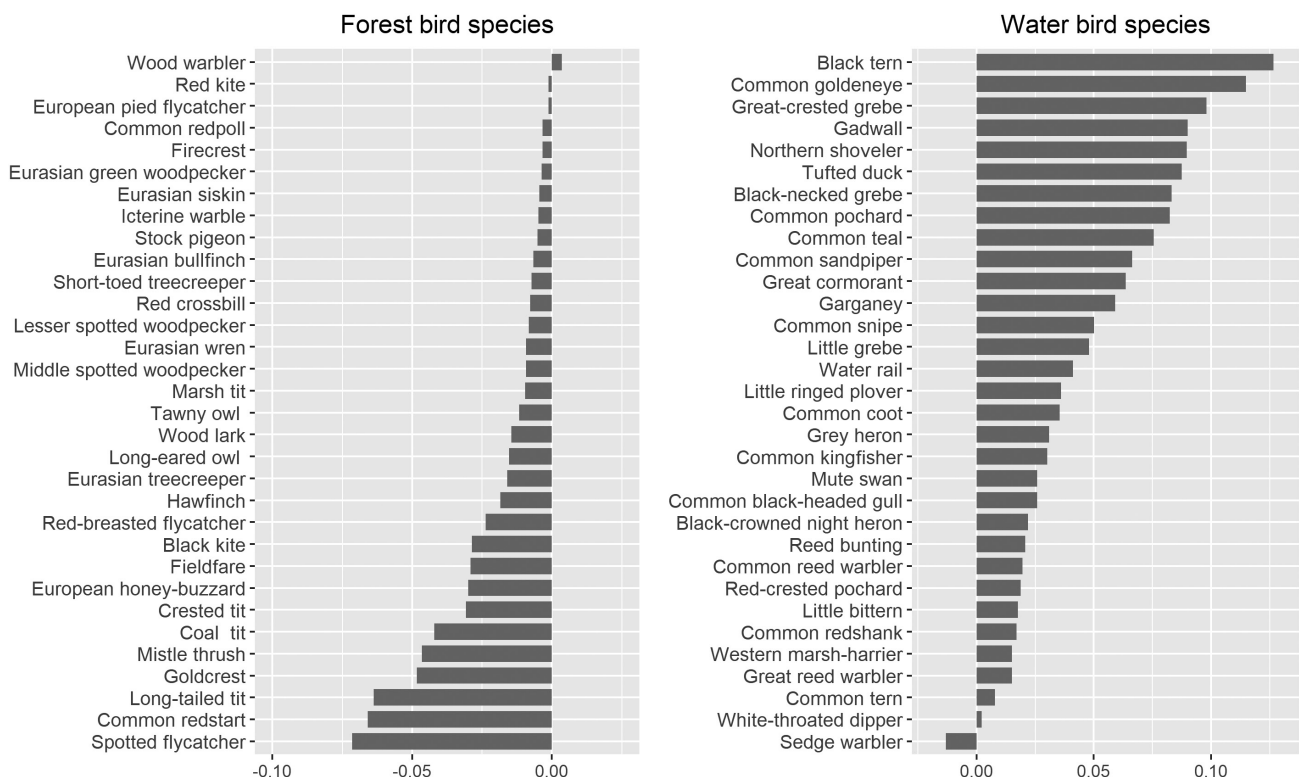 Forest bird species
Wood warbler
Red kite
European pied flycatcher
Common redpoll
Firecrest
Eurasian green woodpecker
Eurasian siskin
Icterine warble
Stock pigeon
Eurasian bullfinch
Short-toed treecreeper
Red crossbill
Lesser spotted woodpecker
Eurasian wren
Middle spotted woodpecker
Marsh tit
Tawny owl
Wood lark
Long-eared owl
Eurasian treecreeper
Hawfinch
Red-breasted flycatcher
Black kite
Fieldfare
European honey-buzzard
Crested tit
Coal  tit
Mistle thrush
Goldcrest
Long-tailed tit
Common redstart
Spotted flycatcher
-0.10 -0.05 0.00
Water bird species
Black tern
Common goldeneye
Great-crested grebe
Gadwall
Northern shoveler
Tufted duck
Black-necked grebe
Common pochard
Common teal
Common sandpiper
Great cormorant
Garganey
Common snipe
Little grebe
Water rail
Little ringed plover
Common coot
Grey heron
Common kingfisher
Mute swan
Common black-headed gull
Black-crowned night heron
Reed bunting
Common reed warbler
Red-crested pochard
Little bittern
Common redshank
Western marsh-harrier
Great reed warbler
Common tern
White-throated dipper
Sedge warbler
0.00 0.05 0.10